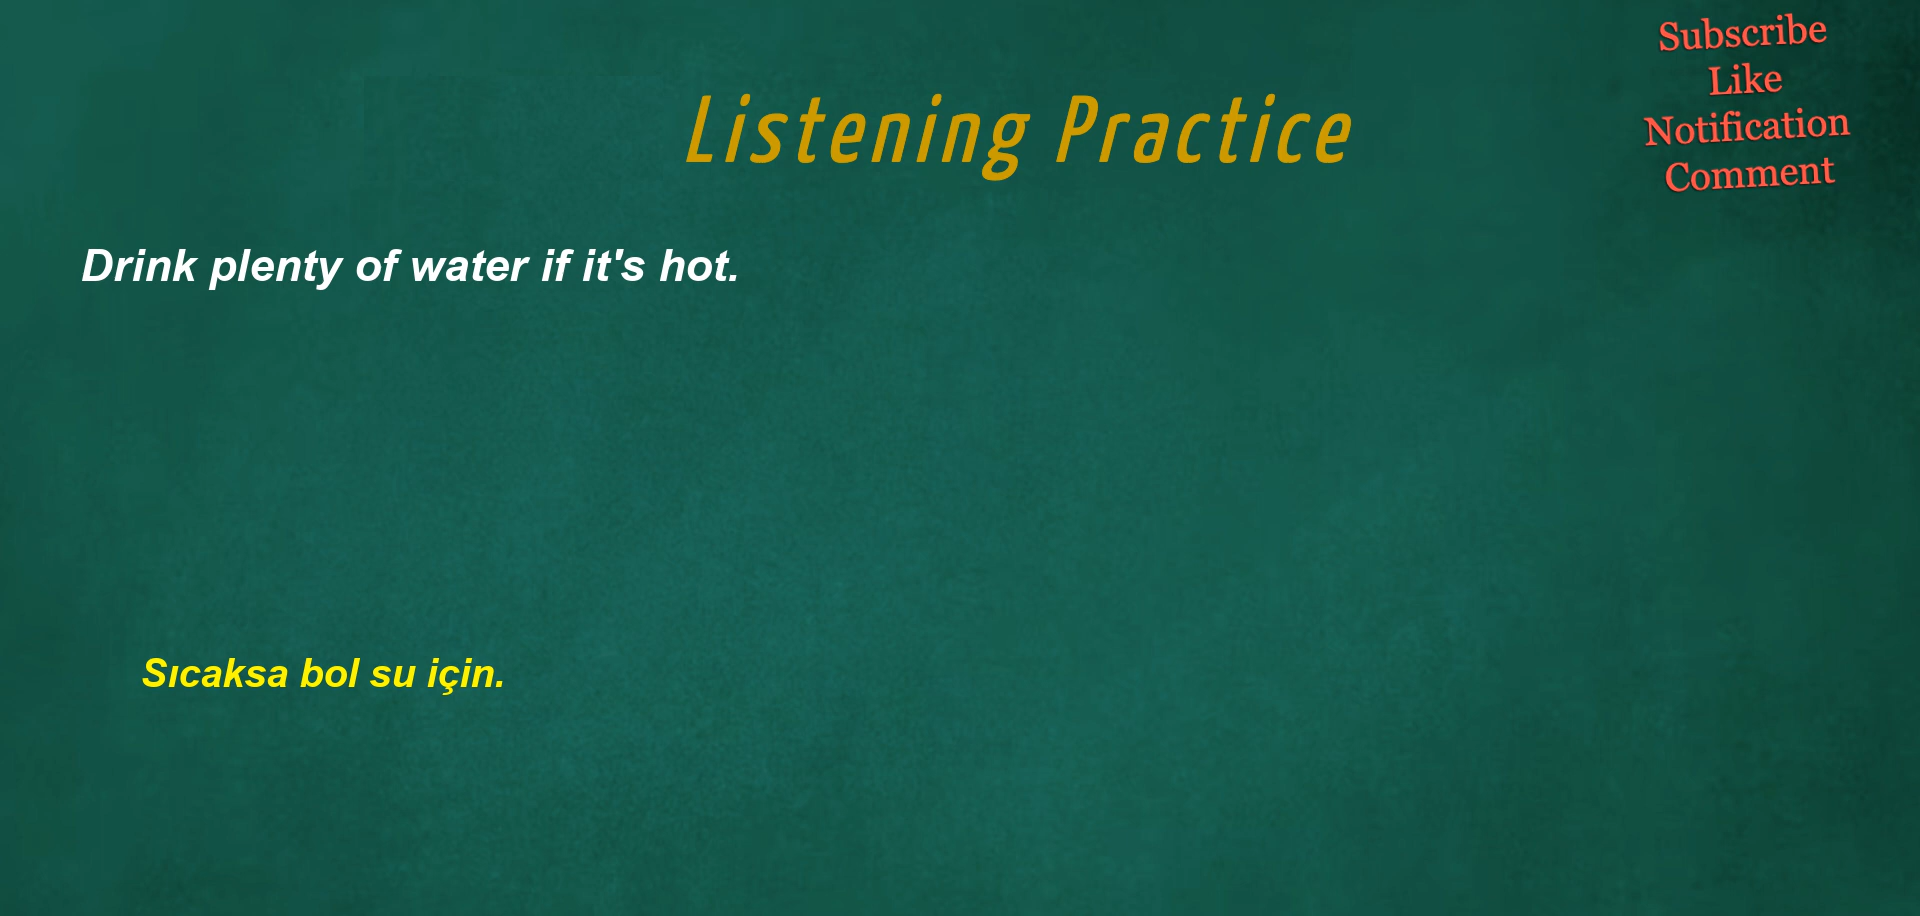 Subscribe
Like
Notification
Comment
Listening Practice
Drink plenty of water if it's hot.
Sıcaksa bol su için.